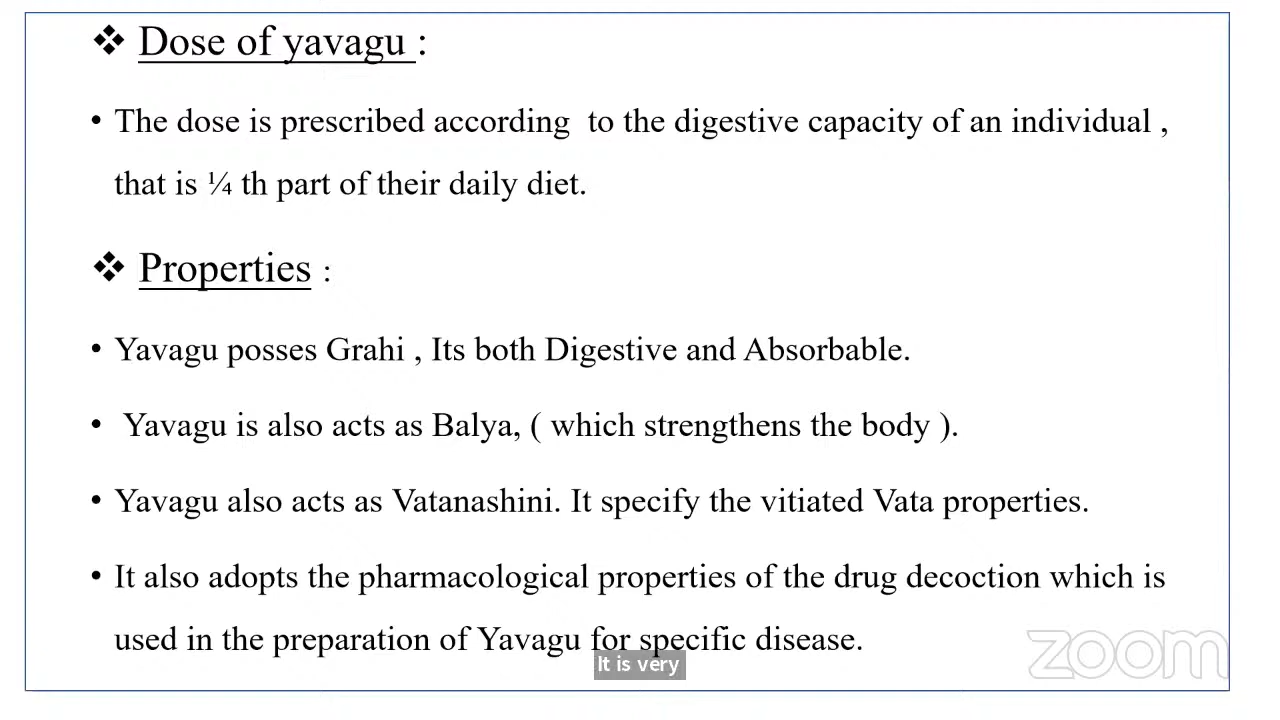 ❖ Dose of yavagu :
• The dose is prescribed according to the digestive capacity of an individual ,
that is ¼ th part of their daily diet.
❖ Properties :
• Yavagu posses Grahi , Its both Digestive and Absorbable.
• Yavagu is also acts as Balya, ( which strengthens the body ).
• Yavagu also acts as Vatanashini. It specify the vitiated Vata properties.
• It also adopts the pharmacological properties of the drug decoction which is
used in the preparation of Yavagu for specific disease.
It is very
zoom